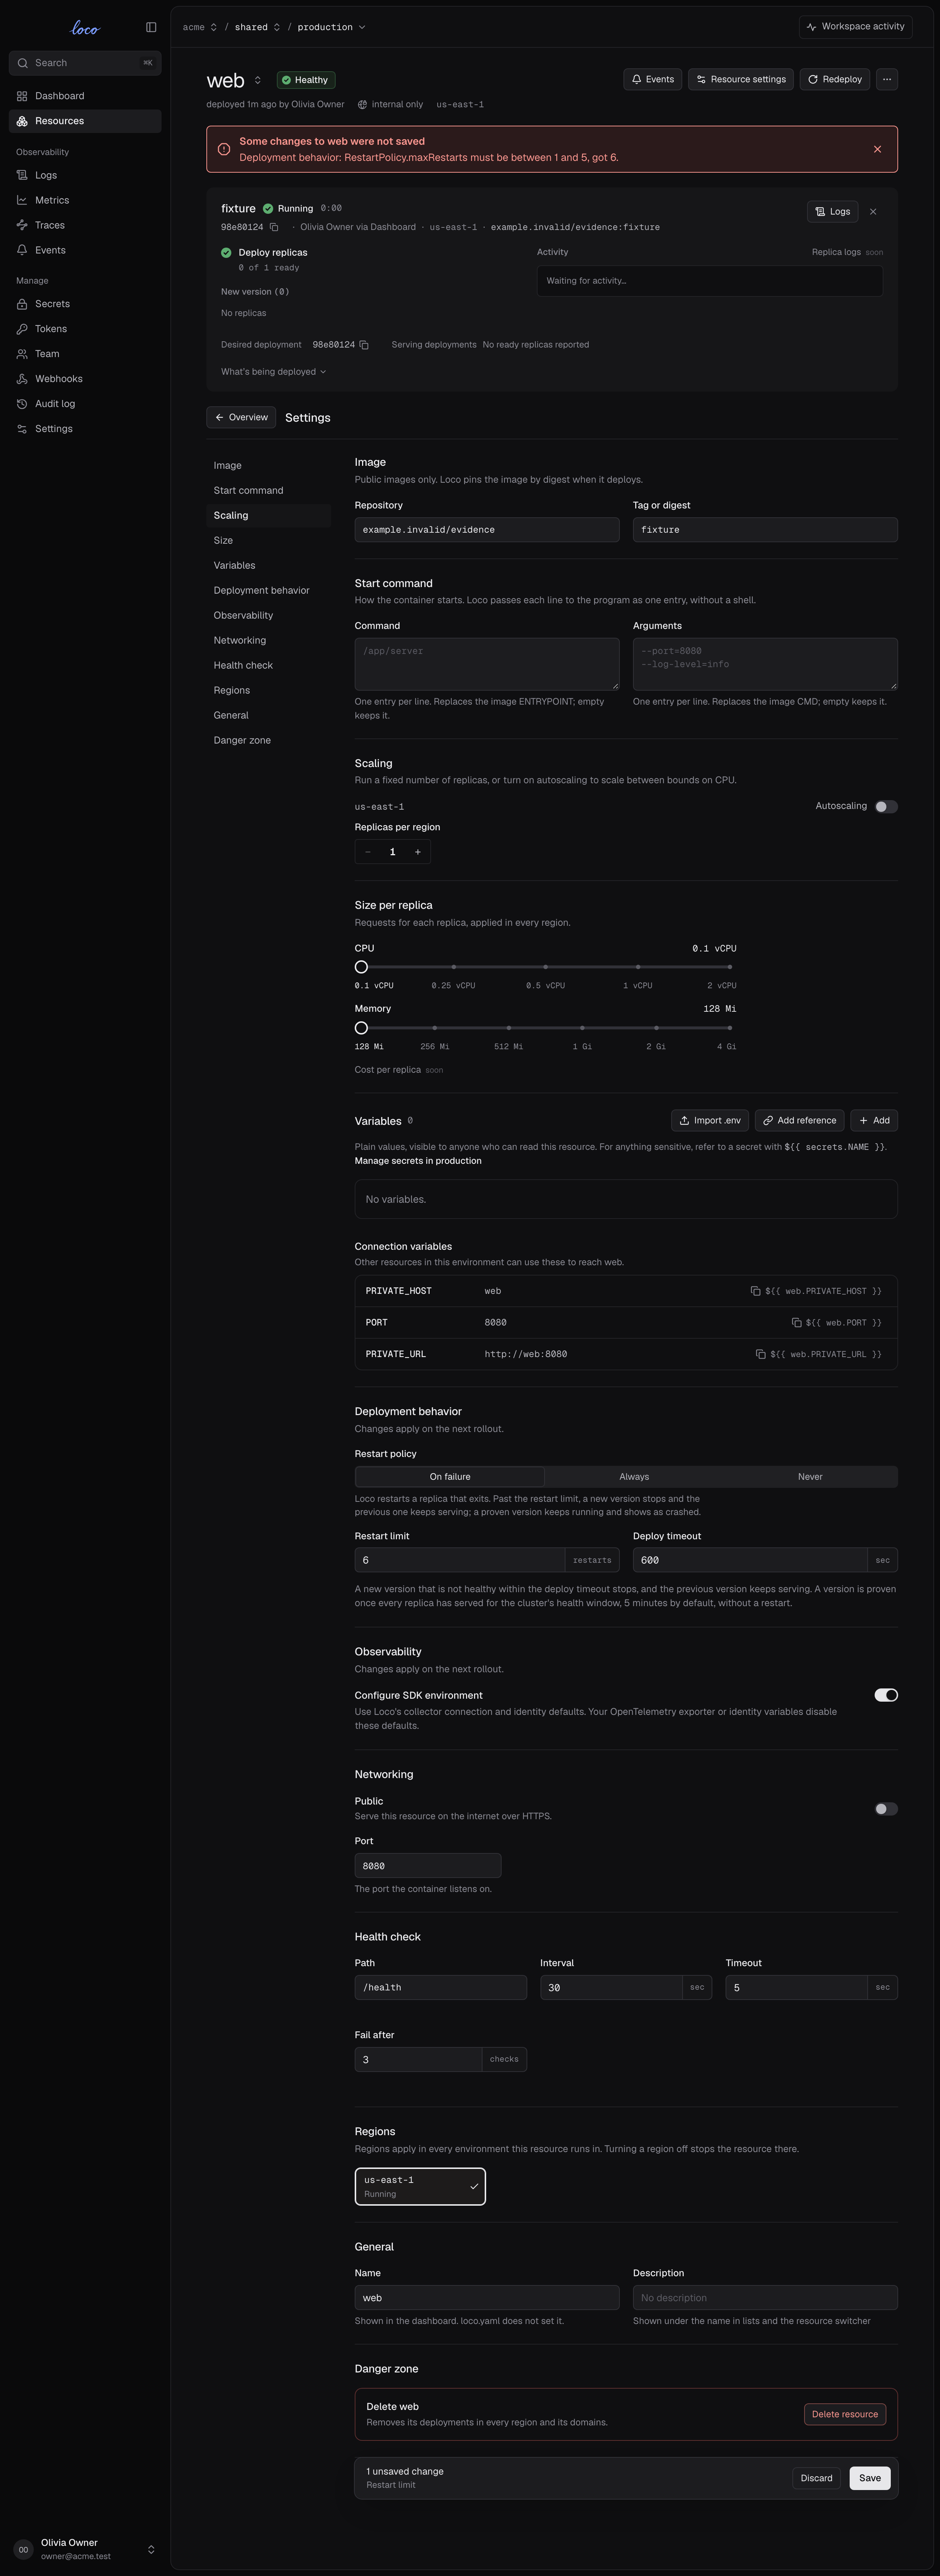 loco
acme / shared / production
Workspace activity
Search ⌘K
Dashboard
Resources
Observability
Logs
Metrics
Traces
Events
Manage
Secrets
Tokens
Team
Webhooks
Audit log
Settings
web Healthy
Events Resource settings Redeploy ...
deployed 1m ago by Olivia Owner internal only us-east-1
Some changes to web were not saved
Deployment behavior: RestartPolicy.maxRestarts must be between 1 and 5, got 6.
fixture Running 0:00
Logs
98e80124 · Olivia Owner via Dashboard · us-east-1 · example.invalid/evidence:fixture
Deploy replicas
0 of 1 ready
Activity Replica logs soon
Waiting for activity...
New version (0)
No replicas
Desired deployment 98e80124 Serving deployments No ready replicas reported
What's being deployed
Overview Settings
Image
Start command
Scaling
Size
Variables
Deployment behavior
Observability
Networking
Health check
Regions
General
Danger zone
Image
Public images only. Loco pins the image by digest when it deploys.
Repository Tag or digest
example.invalid/evidence fixture
Start command
How the container starts. Loco passes each line to the program as one entry, without a shell.
Command Arguments
/app/server --port=8080
--log-level=info
One entry per line. Replaces the image ENTRYPOINT; empty
keeps it.
One entry per line. Replaces the image CMD; empty keeps it.
Scaling
Run a fixed number of replicas, or turn on autoscaling to scale between bounds on CPU.
us-east-1 Autoscaling
Replicas per region
− 1 +
Size per replica
Requests for each replica, applied in every region.
CPU 0.1 vCPU
0.1 vCPU 0.25 vCPU 0.5 vCPU 1 vCPU 2 vCPU
Memory 128 Mi
128 Mi 256 Mi 512 Mi 1 Gi 2 Gi 4 Gi
Cost per replica soon
Variables 0 Import .env Add reference + Add
Plain values, visible to anyone who can read this resource. For anything sensitive, refer to a secret with ${{ secrets.NAME }}.
Manage secrets in production
No variables.
Connection variables
Other resources in this environment can use these to reach web.
PRIVATE_HOST web ${{ web.PRIVATE_HOST }}
PORT 8080 ${{ web.PORT }}
PRIVATE_URL http://web:8080 ${{ web.PRIVATE_URL }}
Deployment behavior
Changes apply on the next rollout.
Restart policy
On failure Always Never
Loco restarts a replica that exits. Past the restart limit, a new version stops and the
previous one keeps serving; a proven version keeps running and shows as crashed.
Restart limit Deploy timeout
6 restarts 600 sec
A new version that is not healthy within the deploy timeout stops, and the previous version keeps serving. A version is proven
once every replica has served for the cluster's health window, 5 minutes by default, without a restart.
Observability
Changes apply on the next rollout.
Configure SDK environment
Use Loco's collector connection and identity defaults. Your OpenTelemetry exporter or identity variables disable
these defaults.
Networking
Public
Serve this resource on the internet over HTTPS.
Port
8080
The port the container listens on.
Health check
Path Interval Timeout
/health 30 sec 5 sec
Fail after
3 checks
Regions
Regions apply in every environment this resource runs in. Turning a region off stops the resource there.
us-east-1
Running
General
Name Description
web No description
Shown in the dashboard. loco.yaml does not set it. Shown under the name in lists and the resource switcher
Danger zone
Delete web
Removes its deployments in every region and its domains.
Delete resource
1 unsaved change
Restart limit
Discard Save
OO
Olivia Owner
owner@acme.test